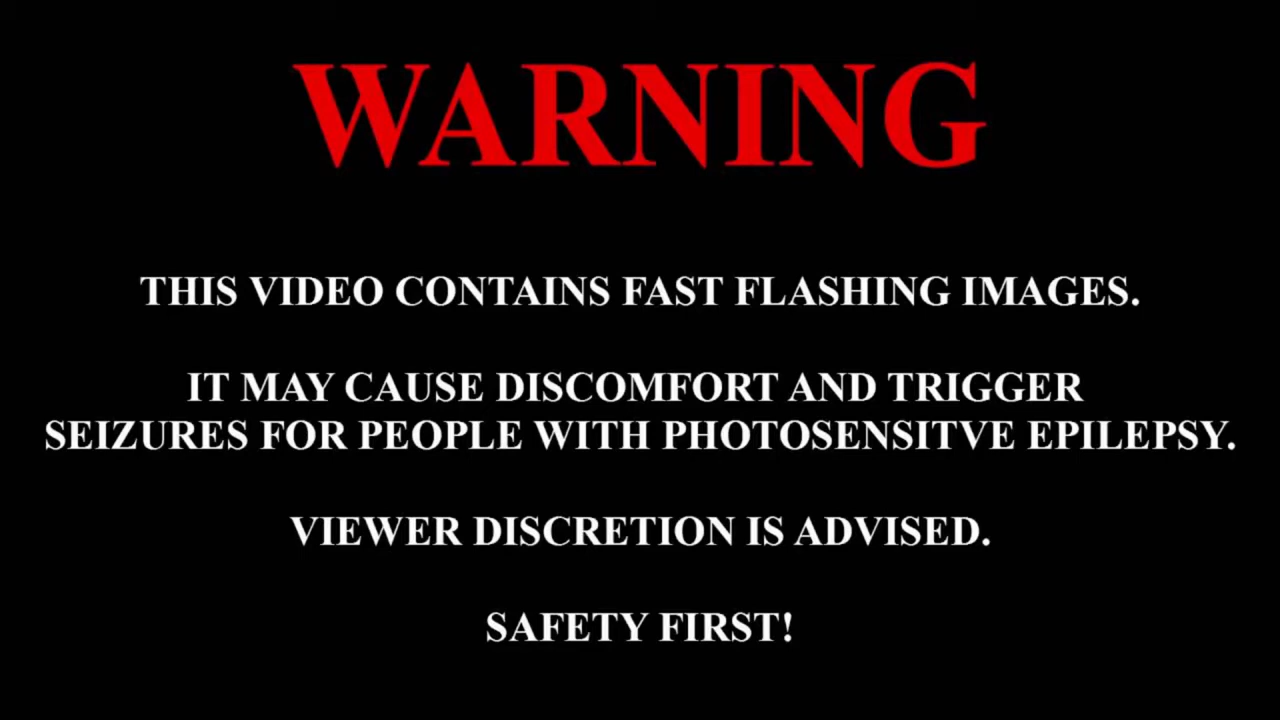 WARNING
THIS VIDEO CONTAINS FAST FLASHING IMAGES.
IT MAY CAUSE DISCOMFORT AND TRIGGER
SEIZURES FOR PEOPLE WITH PHOTOSENSITVE EPILEPSY.
VIEWER DISCRETION IS ADVISED.
SAFETY FIRST!